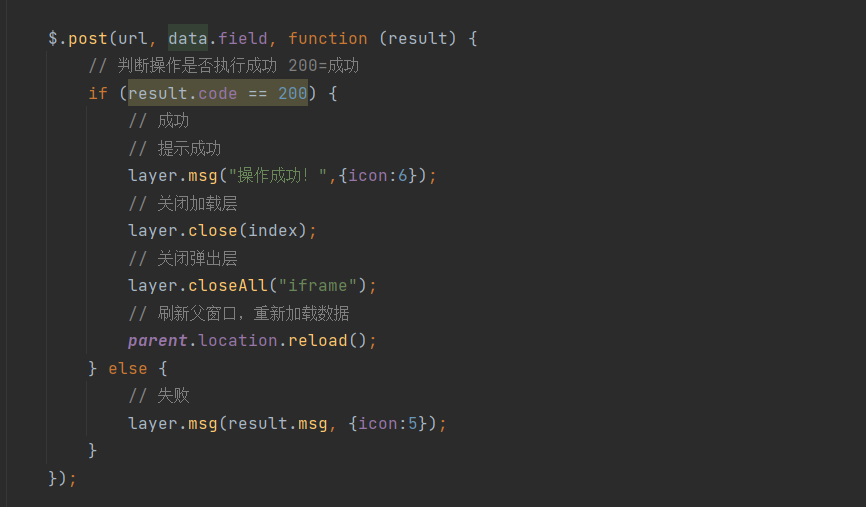 $.post(url, data.field, function (result) {
// 判断操作是否执行成功 200=成功
if (result.code == 200) {
// 成功
// 提示成功
layer.msg("操作成功！",{icon:6});
// 关闭加载层
layer.close(index);
// 关闭弹出层
layer.closeAll("iframe");
// 刷新父窗口，重新加载数据
parent.location.reload();
} else {
// 失败
layer.msg(result.msg, {icon:5});
}
});